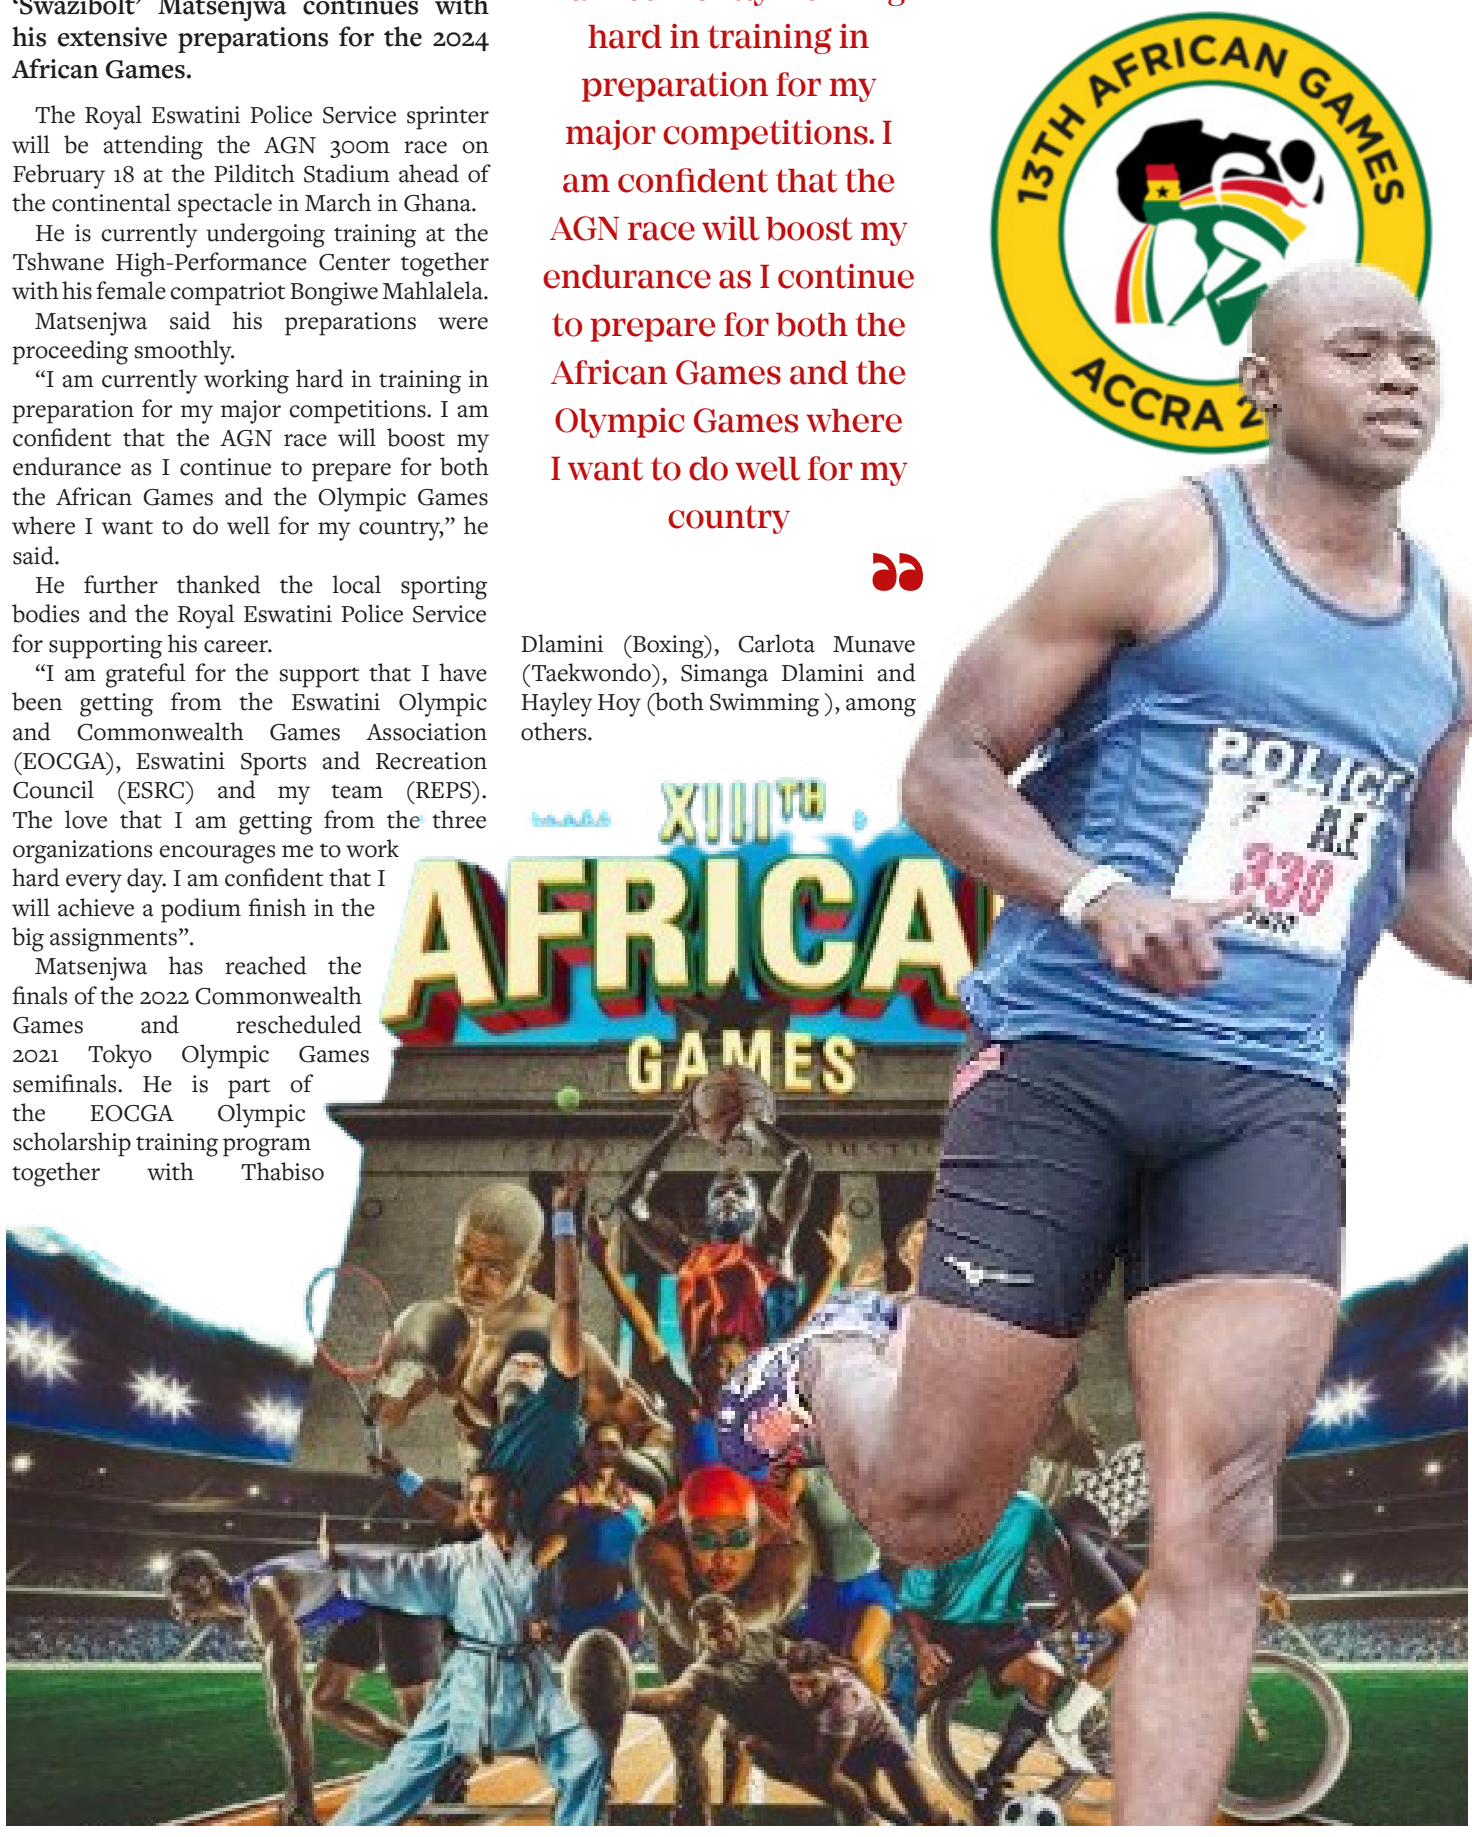 ‘Swazibolt’ Matsenjwa continues with
his extensive preparations for the 2024
African Games.
The Royal Eswatini Police Service sprinter
will be attending the AGN 300m race on
February 18 at the Pilditch Stadium ahead of
the continental spectacle in March in Ghana.
He is currently undergoing training at the
Tshwane High-Performance Center together
with his female compatriot Bongiwe Mahlalela.
Matsenjwa said his preparations were
proceeding smoothly.
“I am currently working hard in training in
preparation for my major competitions. I am
confident that the AGN race will boost my
endurance as I continue to prepare for both
the African Games and the Olympic Games
where I want to do well for my country,” he
said.
He further thanked the local sporting
bodies and the Royal Eswatini Police Service
for supporting his career.
“I am grateful for the support that I have
been getting from the Eswatini Olympic
and Commonwealth Games Association
(EOCGA), Eswatini Sports and Recreation
Council (ESRC) and my team (REPS).
The love that I am getting from the three
organizations encourages me to work
hard every day. I am confident that I
will achieve a podium finish in the
big assignments”.
Matsenjwa has reached the
finals of the 2022 Commonwealth
Games and rescheduled
2021 Tokyo Olympic Games
semifinals. He is part of
the EOCGA Olympic
scholarship training program
together with Thabiso
hard in training in
preparation for my
major competitions. I
am confident that the
AGN race will boost my
endurance as I continue
to prepare for both the
African Games and the
Olympic Games where
I want to do well for my
country
Dlamini (Boxing), Carlota Munave
(Taekwondo), Simanga Dlamini and
Hayley Hoy (both Swimming ), among
others.
13TH AFRICAN GAMES
ACCRA 2
XIIITH
AFRICA
GAMES
POLICE
330